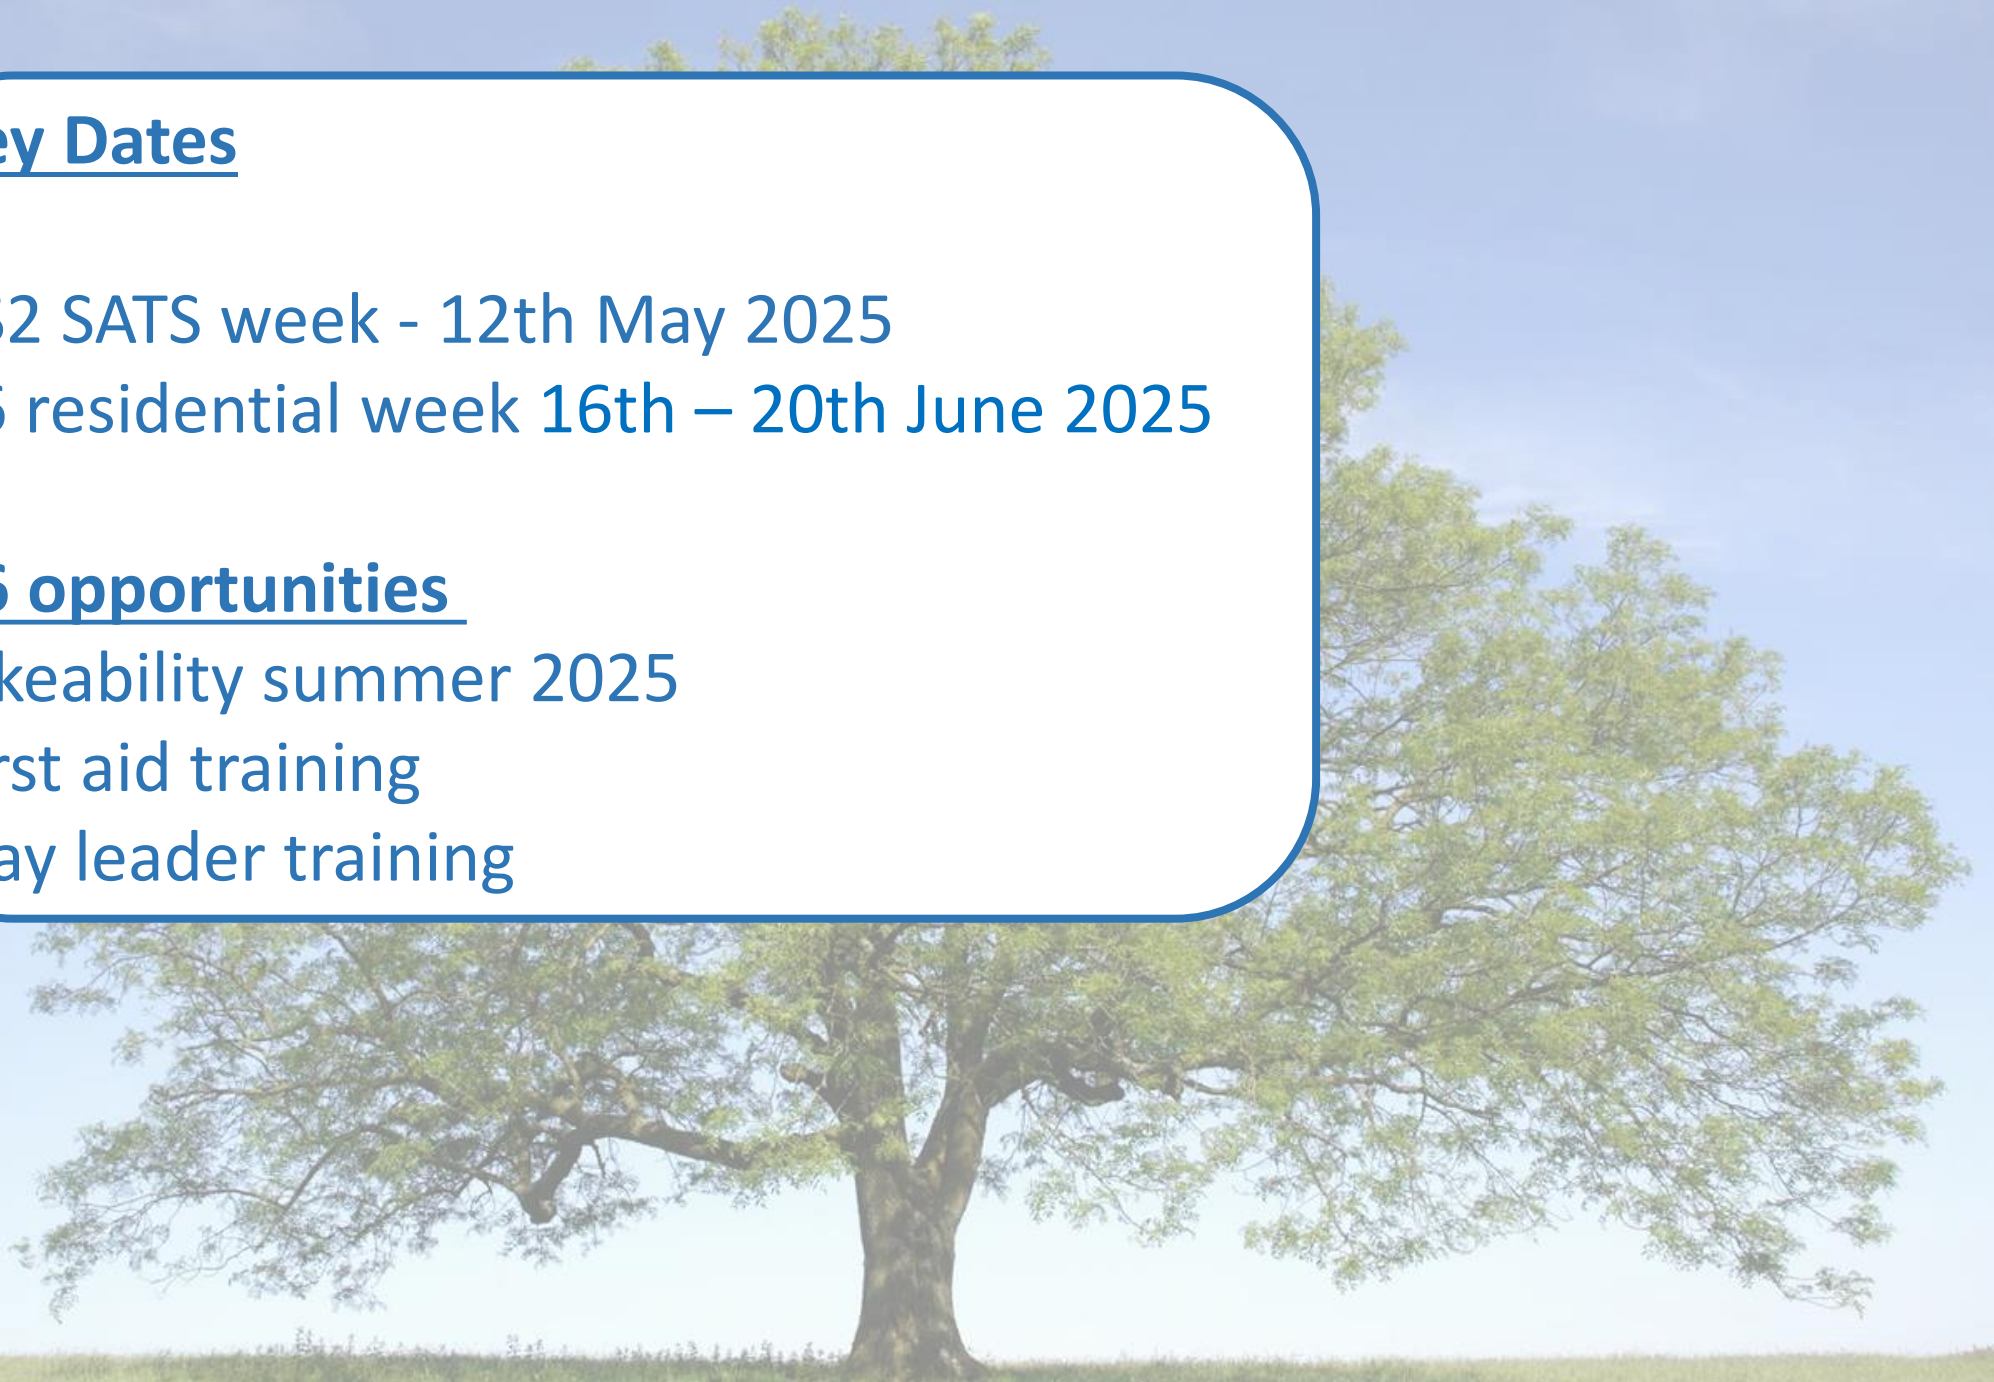 Dates
SATS week - 12th May 2025
residential week 16th – 20th June 2025
opportunities
summer 2025
aid training
leader training